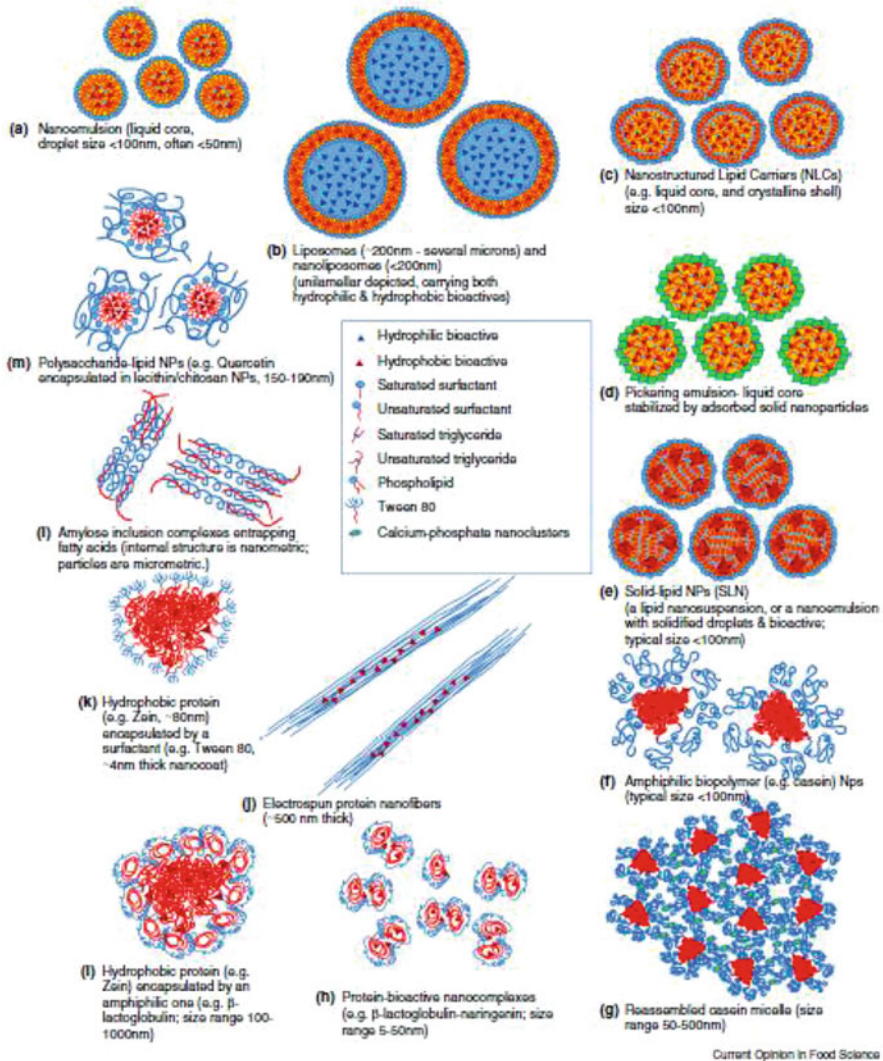 (a) Nanoemulsion (liquid core,
droplet size <100nm, often <50nm)
(b) Liposomes (~200nm - several microns) and
nanoliposomes (<200nm)
(unilamellar depicted, carrying both
hydrophilic & hydrophobic bioactives)
(c) Nanostructured Lipid Carriers (NLCs)
(e.g. liquid core, and crystalline shell)
size <100nm)
(m) Polysaccharide-lipid NPs (e.g. Quercetin
encapsulated in lecithin/chitosan NPs, 150-190nm)
Hydrophilic bioactive
Hydrophobic bioactive
Saturated surfactant
Unsaturated surfactant
Saturated triglyceride
Unsaturated triglyceride
Phospholipid
Tween 80
Calcium-phosphate nanoclusters
(d) Pickering emulsion- liquid core
stabilized by adsorbed solid nanoparticles
(l) Amylose inclusion complexes entrapping
fatty acids (internal structure is nanometric;
particles are micrometric.)
(e) Solid-lipid NPs (SLN)
(a lipid nanosuspension, or a nanoemulsion
with solidified droplets & bioactive;
typical size <100nm)
(k) Hydrophobic protein
(e.g. Zein, ~80nm)
encapsulated by a
surfactant (e.g. Tween 80,
~4nm thick nanocoat)
(j) Electrospun protein nanofibers
(~500 nm thick)
(f) Amphiphilic biopolymer (e.g. casein) Nps
(typical size <100nm)
(i) Hydrophobic protein (e.g.
Zein) encapsulated by an
amphiphilic one (e.g. β-
lactoglobulin; size range 100-
1000nm)
(h) Protein-bioactive nanocomplexes
(e.g. β-lactoglobulin-naringenin; size
range 5-50nm)
(g) Reassembled casein micelle (size
range 50-500nm)
Current Opinion in Food Science